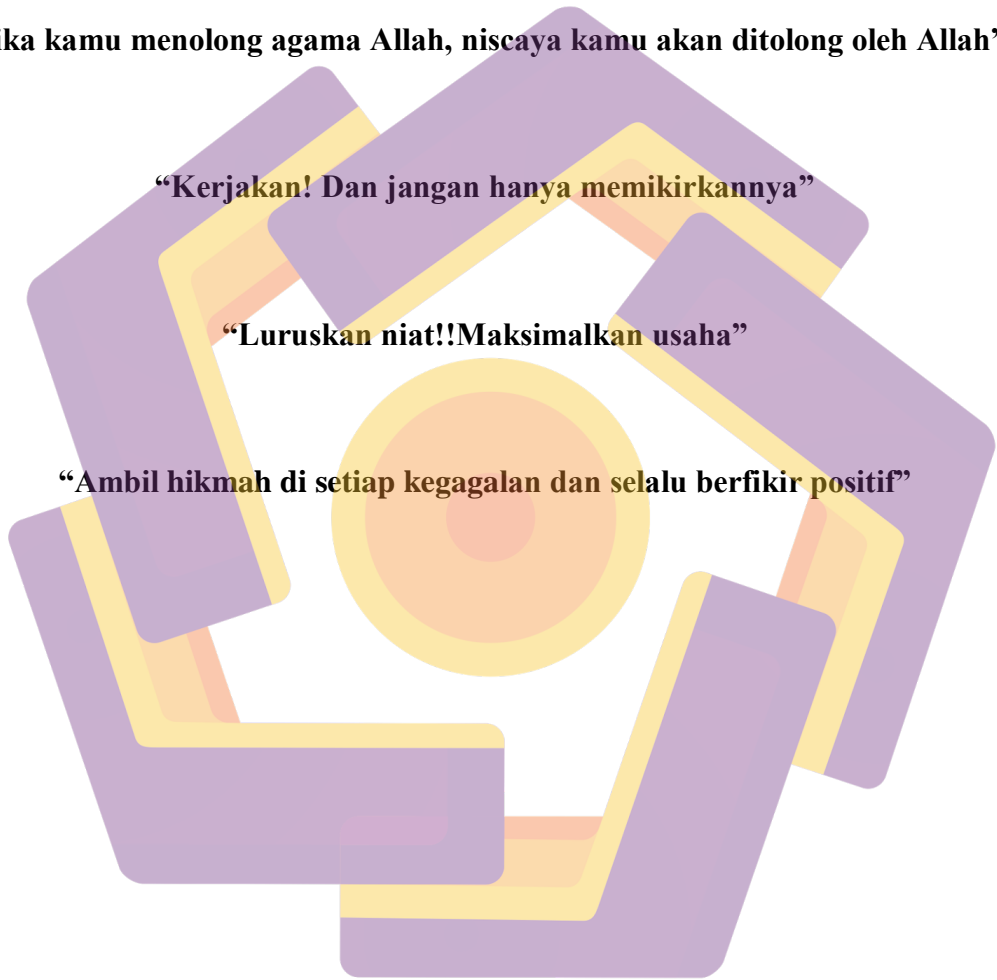 ika kamu menolong agama Allah, niscaya kamu akan ditolong oleh Allah”
“Kerjakan! Dan jangan hanya memikirkannya”
“Luruskan niat!!Maksimalkan usaha”
“Ambil hikmah di setiap kegagalan dan selalu berfikir positif”